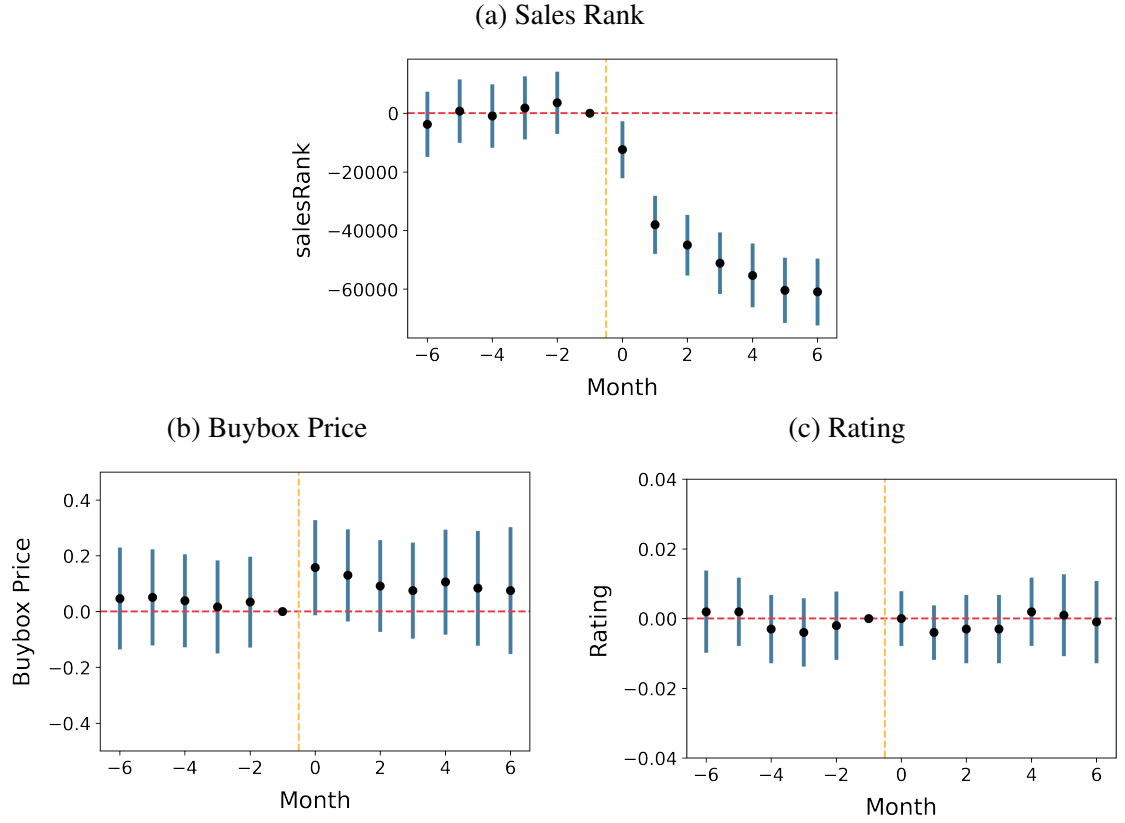 (a) Sales Rank
salesRank
0
−20000
−40000
−60000
−6 −4 −2 0 2 4 6
Month
(b) Buybox Price
Buybox Price
0.4
0.2
0.0
−0.2
−0.4
−6 −4 −2 0 2 4 6
Month
(c) Rating
Rating
0.04
0.02
0.00
−0.02
−0.04
−6 −4 −2 0 2 4 6
Month